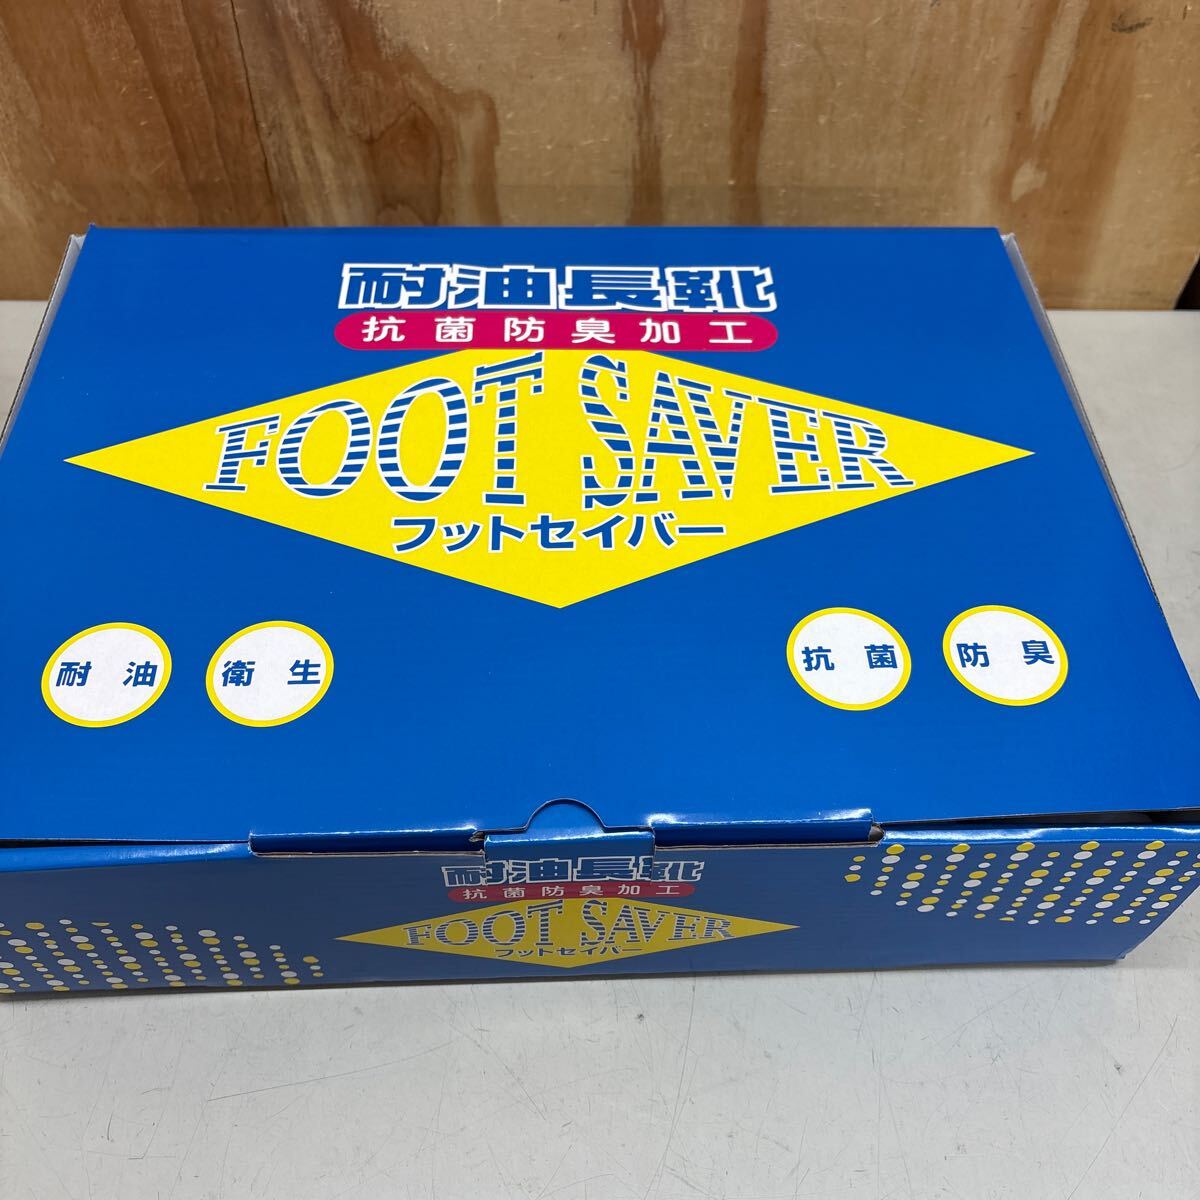 耐油長靴
抗菌防臭加工
FOOT SAVER
フットセイバー
耐油
衛生
抗菌
防臭
耐油長靴
抗菌防臭加工
FOOT SAVER
フットセイバー